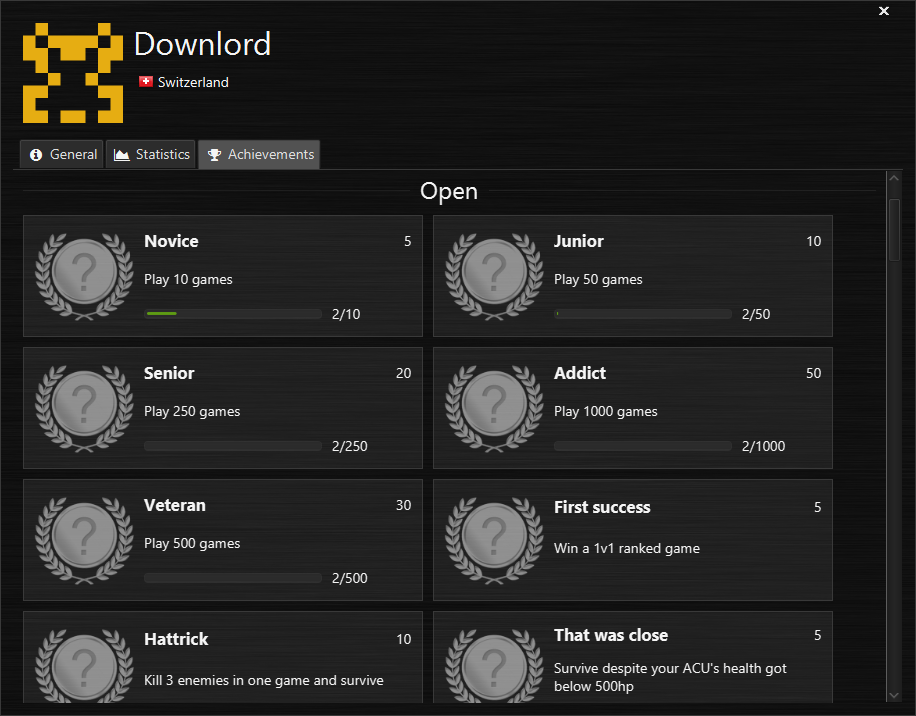 Downlord
Switzerland
General
Statistics
Achievements
Open
Novice
5
Play 10 games
2/10
Junior
10
Play 50 games
2/50
Senior
20
Play 250 games
2/250
Addict
50
Play 1000 games
2/1000
Veteran
30
Play 500 games
2/500
First success
5
Win a 1v1 ranked game
Hattrick
10
Kill 3 enemies in one game and survive
That was close
5
Survive despite your ACU's health got
below 500hp